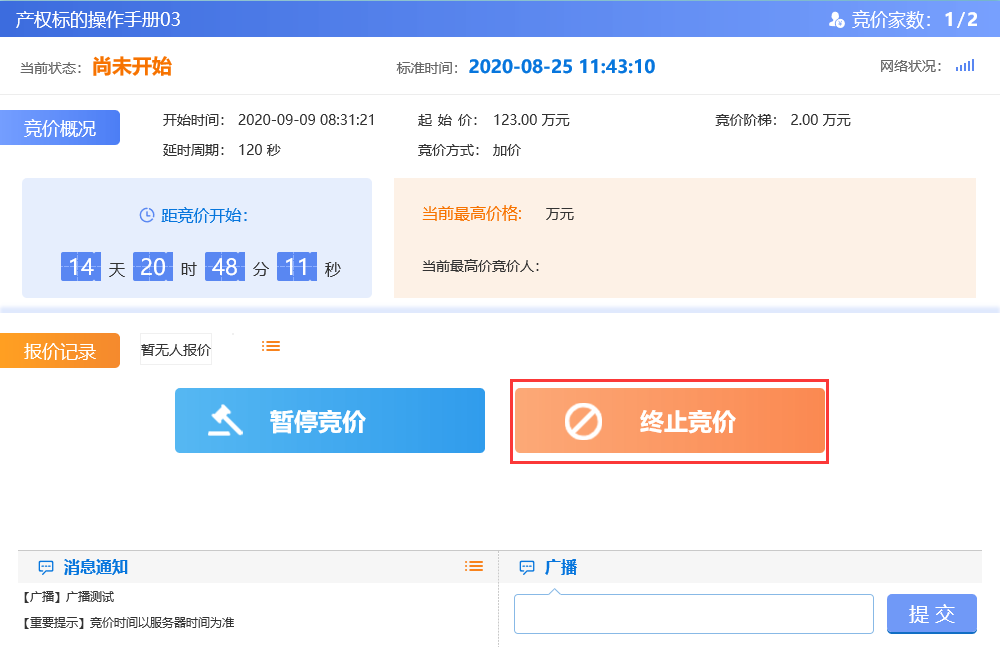 产权标的操作手册03
竞价家数：1/2
当前状态：尚未开始
标准时间：2020-08-25 11:43:10
网络状况：
竞价概况
开始时间：2020-09-09 08:31:21
起 始 价：123.00 万元
竞价阶梯：2.00 万元
延时周期：120 秒
竞价方式：加价
距竞价开始：
14 天 20 时 48 分 11 秒
当前最高价格：万元
当前最高价竞价人：
报价记录
暂无人报价
暂停竞价
终止竞价
消息通知
【广播】广播测试
【重要提示】竞价时间以服务器时间为准
广播
提 交